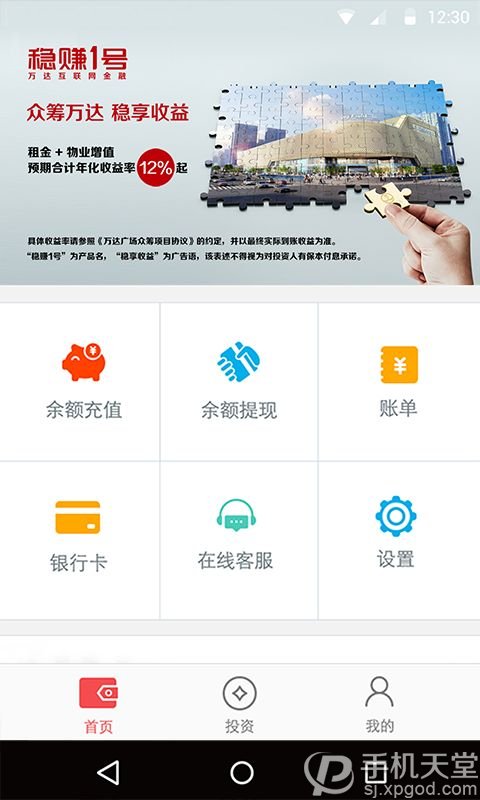 12:30
稳赚1号
万达互联网金融
众筹万达 稳享收益
租金 + 物业增值
预期合计年化收益率 12% 起
具体收益率请参照《万达广场众筹项目协议》的约定，并以最终实际到账收益为准。
“稳赚1号”为产品名，“稳享收益”为广告语，该表述不得视为对投资人有保本付息承诺。
余额充值
余额提现
账单
银行卡
在线客服
设置
首页
投资
我的
手机天堂
sj.xpgod.com